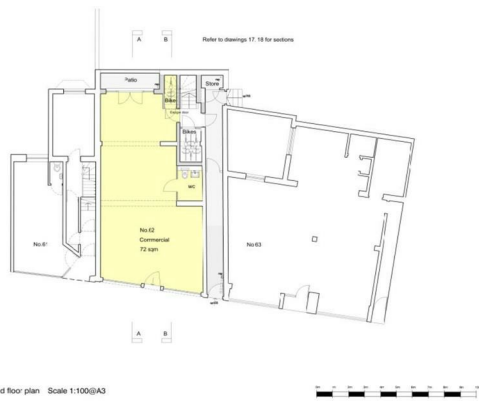 A B
Refer to drawings 17, 18 for sections
Patio
Bike
Store
Bikes
wc
No.62
Commercial
72 sqm
No.63
A B
d floor plan Scale 1:100@A3